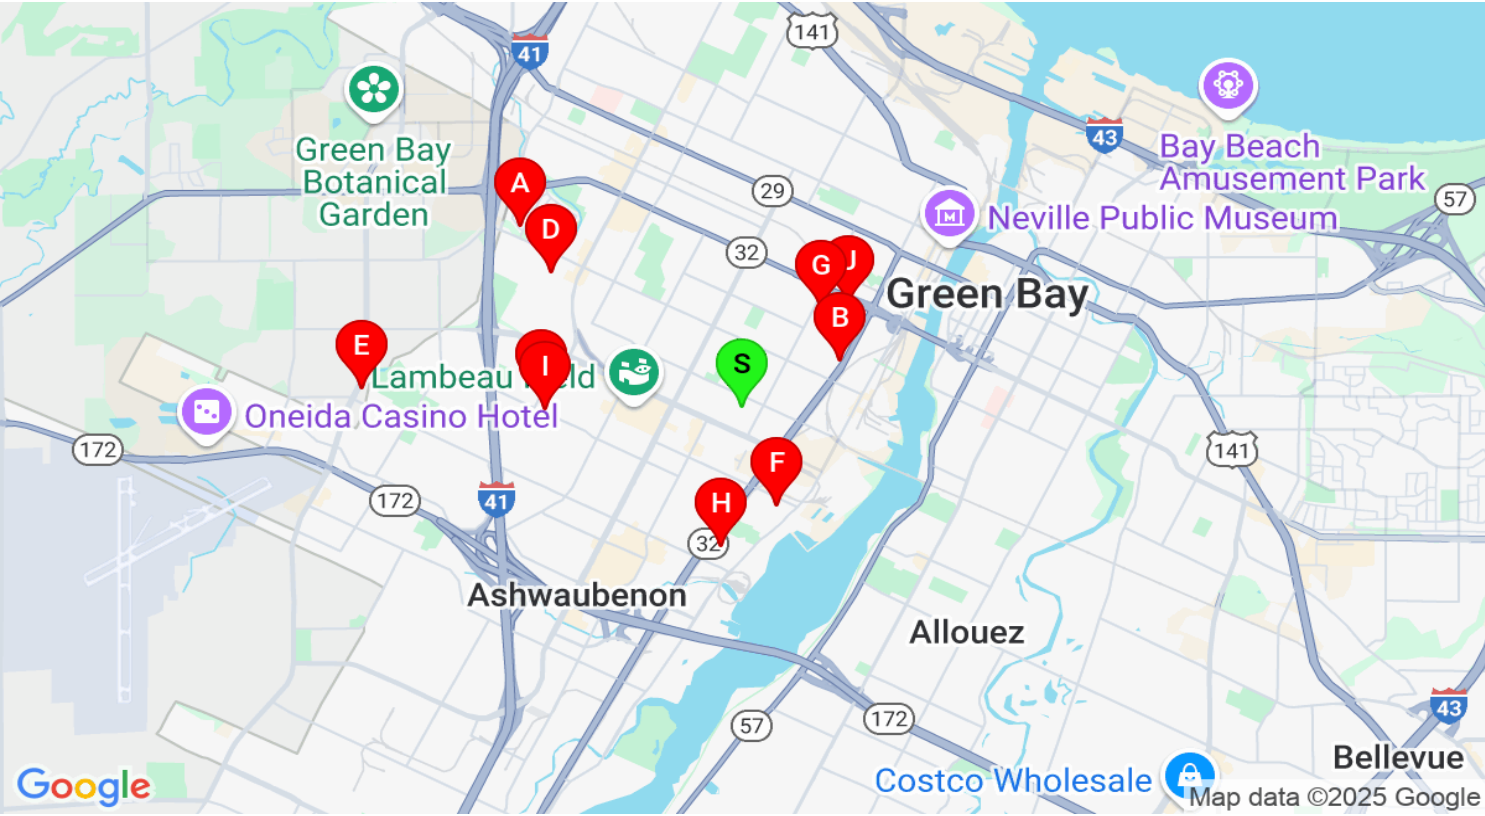 141
41
43
Green Bay
Botanical
Garden
Bay Beach
Amusement Park
A
29
57
D
Neville Public Museum
32
G
J
Green Bay
B
E
I
S
Lambeau Field
Oneida Casino Hotel
172
141
F
172
41
H
32
Ashwaubenon
Allouez
57
172
43
Bellevue
Costco Wholesale
Google
Map data ©2025 Google